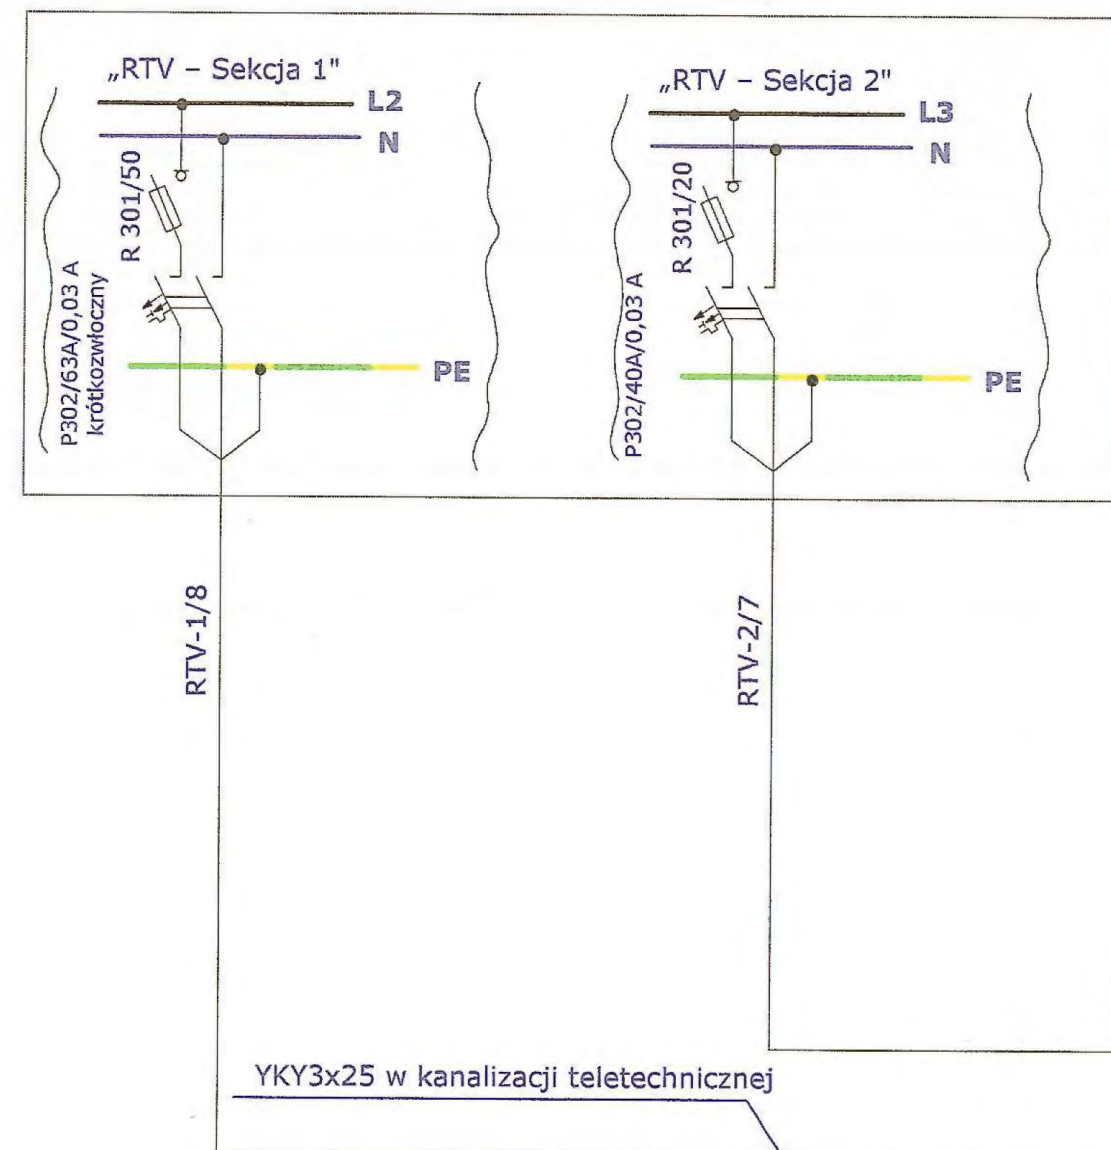 „RTV – Sekcja 1"
L2
N
R 301/50
P302/63A/0,03 A
krótkozwłoczny
PE
„RTV – Sekcja 2"
L3
N
R 301/20
P302/40A/0,03 A
PE
RTV-1/8
RTV-2/7
YKY3x25 w kanalizacji teletechnicznej